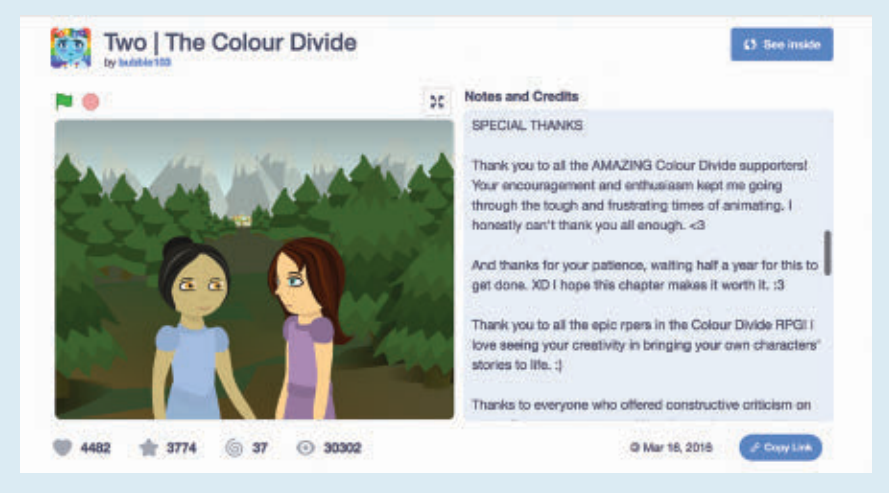 Two | The Colour Divide
by bubble103
See inside
Notes and Credits
SPECIAL THANKS
Thank you to all the AMAZING Colour Divide supporters!
Your encouragement and enthusiasm kept me going
through the tough and frustrating times of animating. I
honestly can't thank you all enough. <3
And thanks for your patience, waiting half a year for this to
get done. XD I hope this chapter makes it worth it. :3
Thank you to all the epic rpers in the Colour Divide RPG! I
love seeing your creativity in bringing your own characters'
stories to life. :)
Thanks to everyone who offered constructive criticism on
4482 3774 37 30302
© Mar 16, 2016
Copy Link